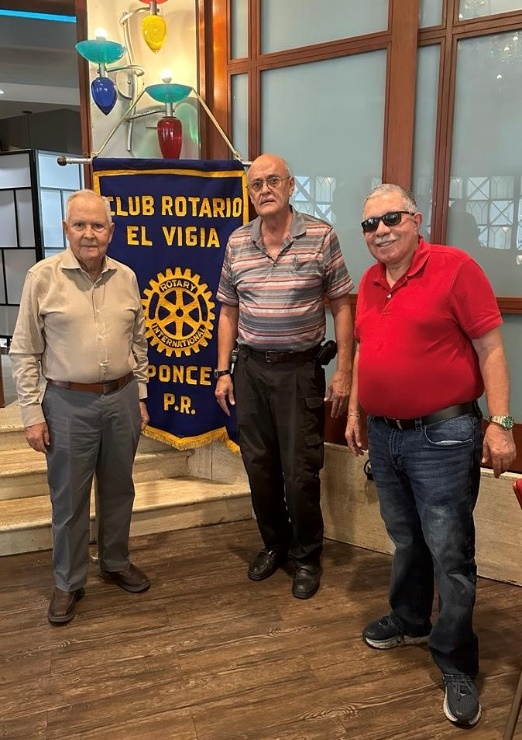 CLUB ROTARIO
EL VIGIA
ROTARY
INTERNATIONAL
PONCE
P.R.